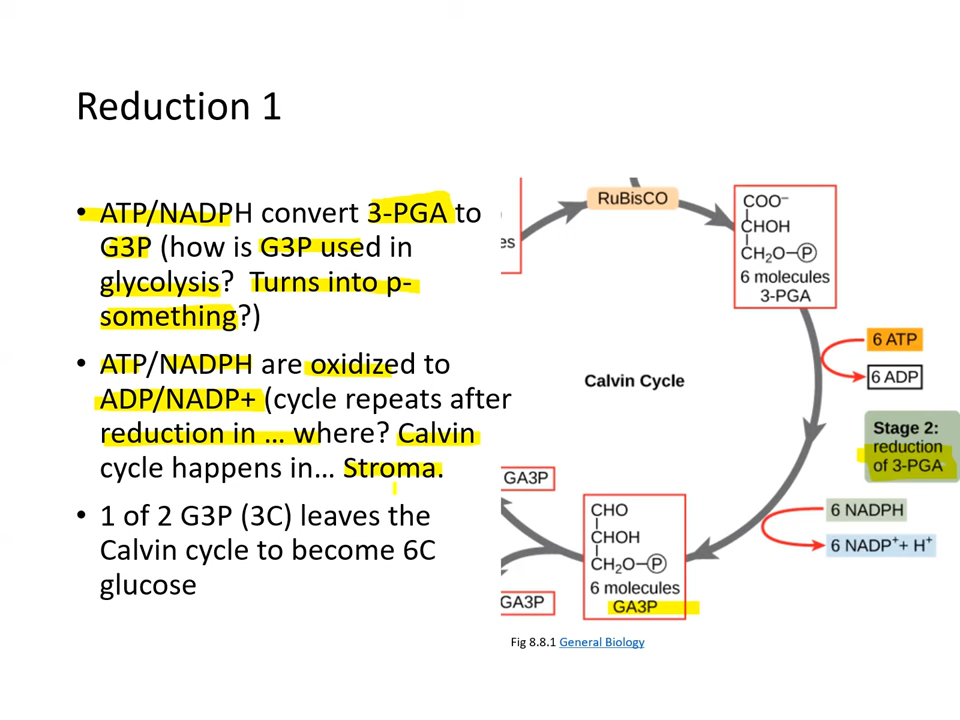 Reduction 1
• ATP/NADPH convert 3-PGA to
G3P (how is G3P used in
glycolysis? Turns into p-
something?)
• ATP/NADPH are oxidized to
ADP/NADP+ (cycle repeats after
reduction in … where? Calvin
cycle happens in… Stroma.
• 1 of 2 G3P (3C) leaves the
Calvin cycle to become 6C
glucose
es
RuBisCO
COO⁻
CHOH
CH₂O—P
6 molecules
3-PGA
6 ATP
6 ADP
Calvin Cycle
Stage 2:
reduction
of 3-PGA
6 NADPH
6 NADP⁺+ H⁺
GA3P
GA3P
CHO
CHOH
CH₂O—P
6 molecules
GA3P
Fig 8.8.1 General Biology